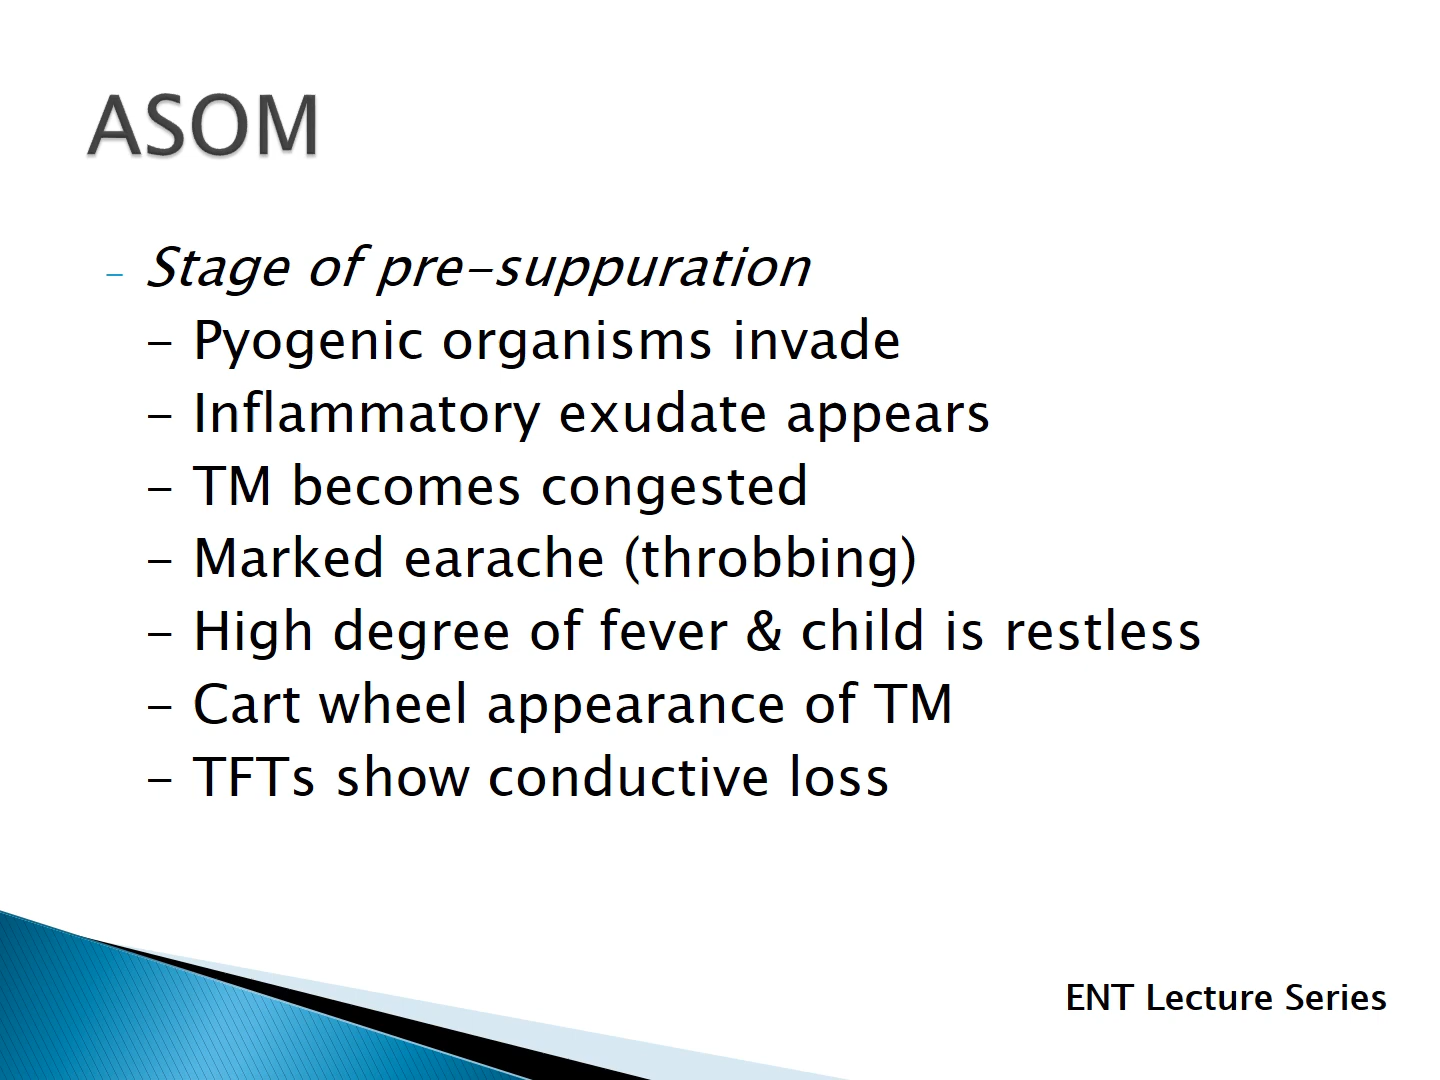 ASOM
- Stage of pre-suppuration
- Pyogenic organisms invade
- Inflammatory exudate appears
- TM becomes congested
- Marked earache (throbbing)
- High degree of fever & child is restless
- Cart wheel appearance of TM
- TFTs show conductive loss
ENT Lecture Series